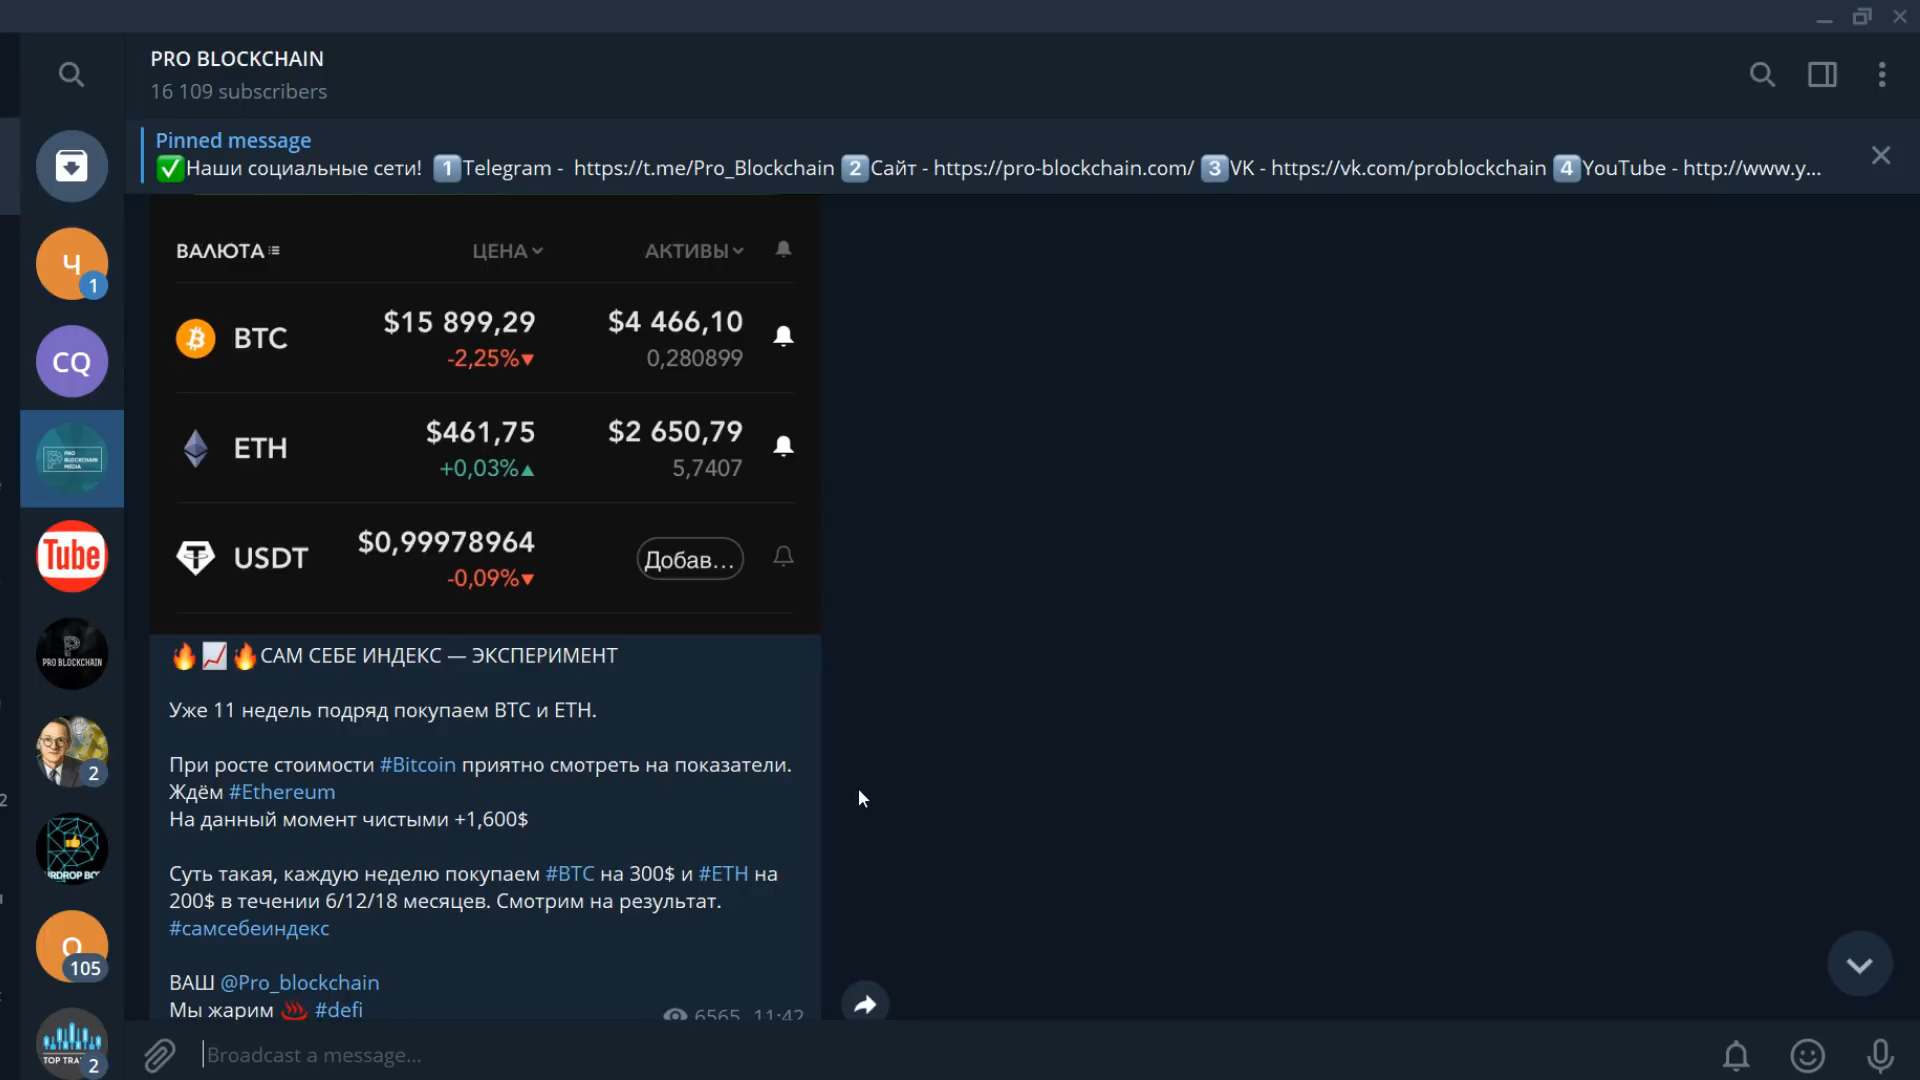 PRO BLOCKCHAIN
16 109 subscribers
Pinned message
✅Наши социальные сети! 1️⃣Telegram - https://t.me/Pro_Blockchain 2️⃣Сайт - https://pro-blockchain.com/ 3️⃣VK - https://vk.com/problockchain 4️⃣YouTube - http://www.y...
Ч
1
CQ
PRO BLOCKCHAIN MEDIA
Tube
PRO BLOCKCHAIN
2
105
TOP TRA
2
ВАЛЮТА ЦЕНА АКТИВЫ
BTC $15 899,29 $4 466,10
-2,25%▼ 0,280899
ETH $461,75 $2 650,79
+0,03%▲ 5,7407
USDT $0,99978964 Добав...
-0,09%▼
🔥📈🔥САМ СЕБЕ ИНДЕКС — ЭКСПЕРИМЕНТ
Уже 11 недель подряд покупаем BTC и ETH.
При росте стоимости #Bitcoin приятно смотреть на показатели.
Ждём #Ethereum
На данный момент чистыми +1,600$
Суть такая, каждую неделю покупаем #BTC на 300$ и #ETH на
200$ в течении 6/12/18 месяцев. Смотрим на результат.
#самсебеиндекс
ВАШ @Pro_blockchain
Мы жарим ♨️ #defi
6565 11:42
Broadcast a message...